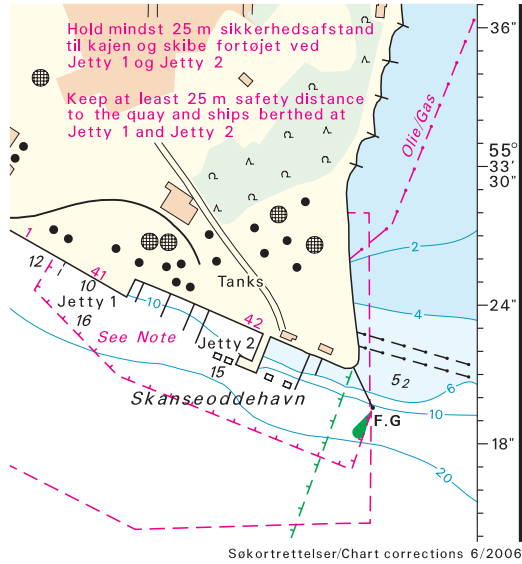 Hold mindst 25 m sikkerhedsafstand
til kajen og skibe fortøjet ved
Jetty 1 og Jetty 2
Keep at least 25 m safety distance
to the quay and ships berthed at
Jetty 1 and Jetty 2
36"
Olie/Gas
55°
33'
30"
1
12
41
10
Jetty 1
16
See Note
10
Tanks
42
Jetty 2
15
Skanseoddehavn
2
4
24"
5₂
6
10
F.G
18"
20
Søkortrettelser/Chart corrections 6/2006